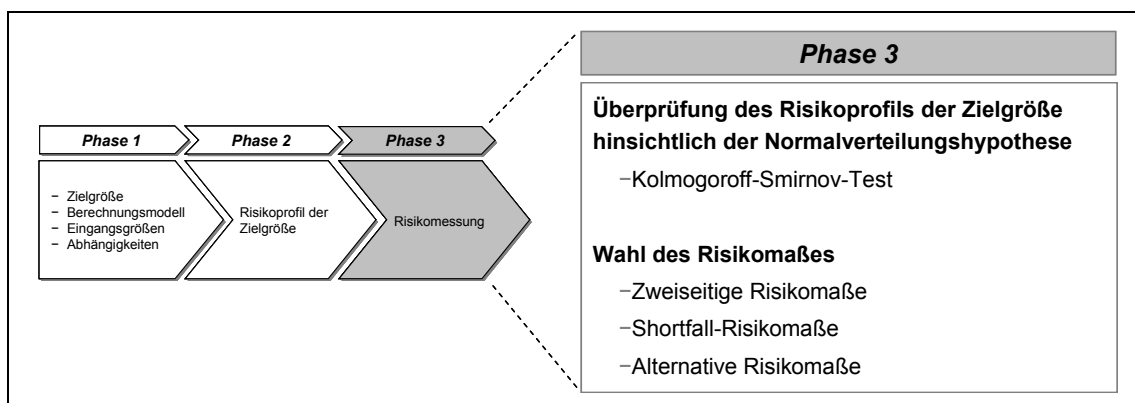 Phase 1
Phase 2
Phase 3
− Zielgröße
− Berechnungsmodell
− Eingangsgrößen
− Abhängigkeiten
Risikoprofil der
Zielgröße
Risikomessung
Phase 3
Überprüfung des Risikoprofils der Zielgröße
hinsichtlich der Normalverteilungshypothese
−Kolmogoroff-Smirnov-Test
Wahl des Risikomaßes
−Zweiseitige Risikomaße
−Shortfall-Risikomaße
−Alternative Risikomaße